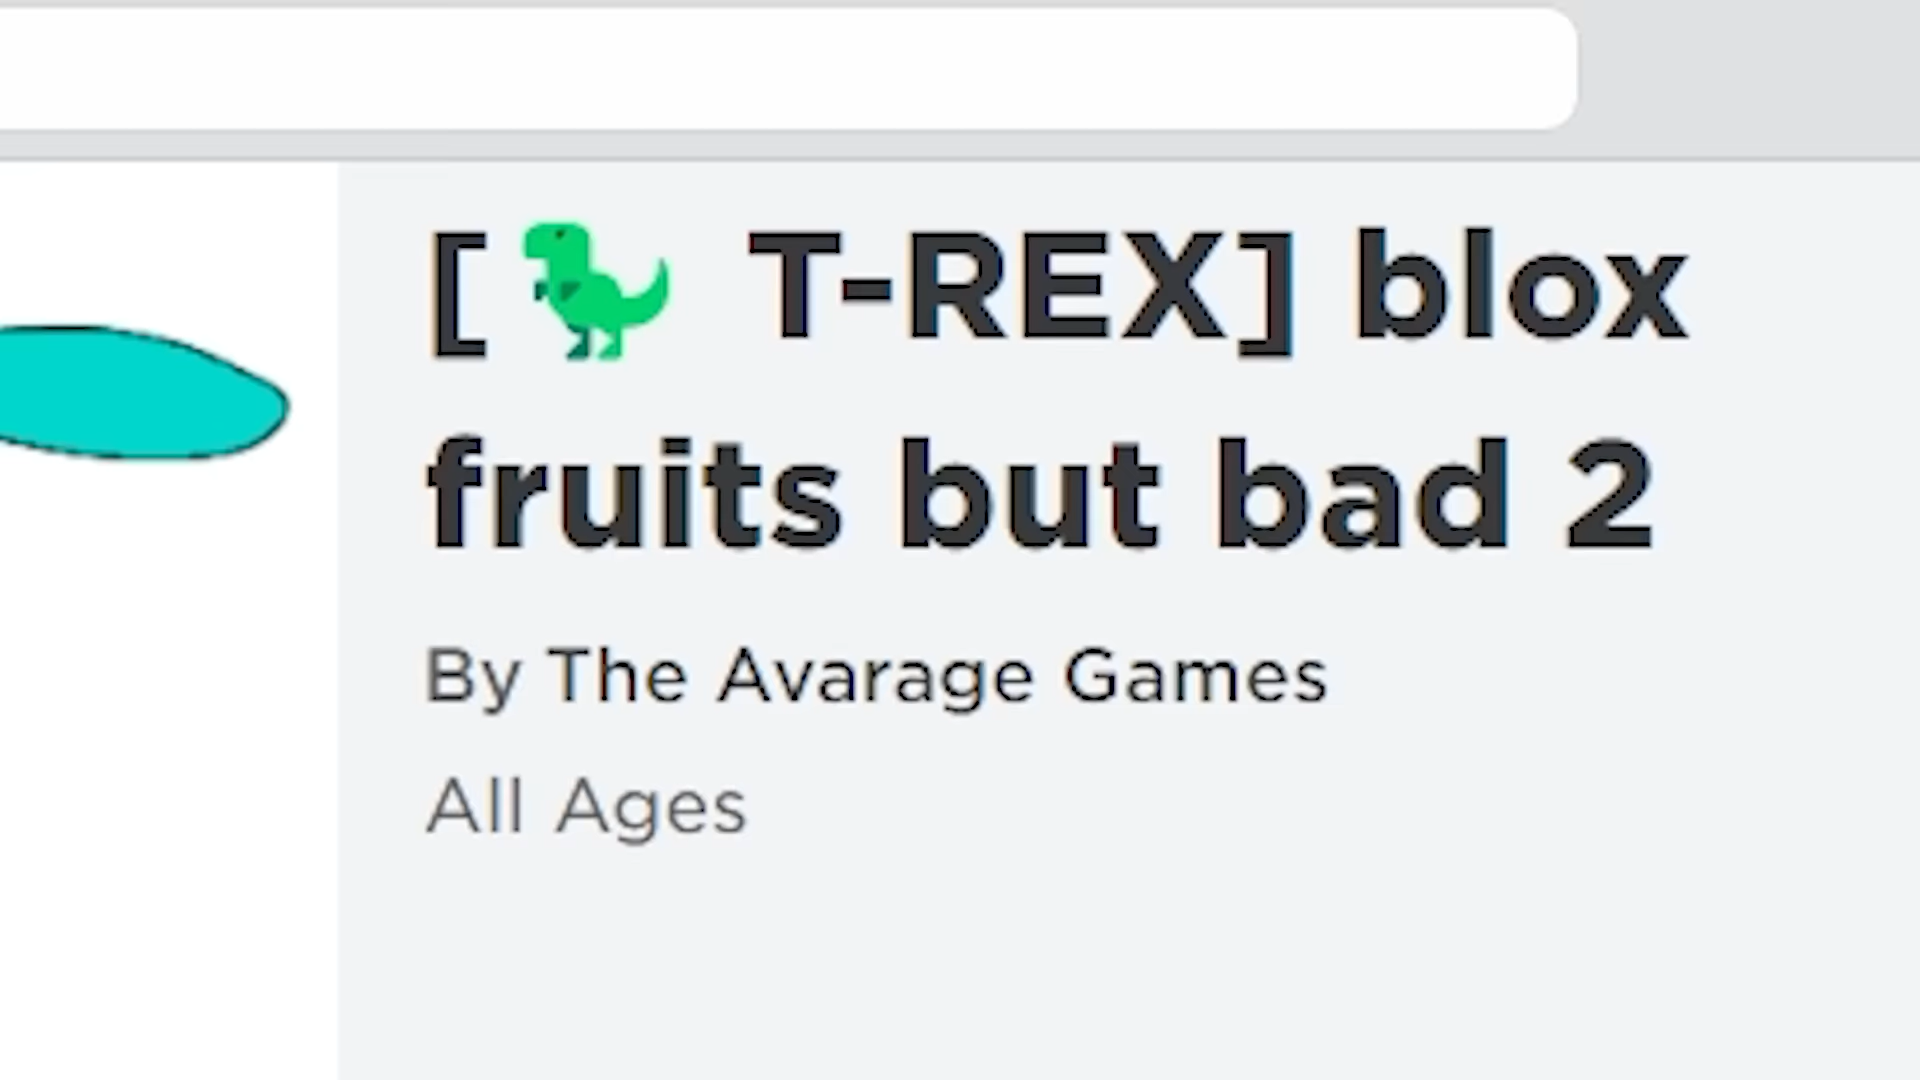 [🦖 T-REX] blox
fruits but bad 2
By The Avarage Games
All Ages